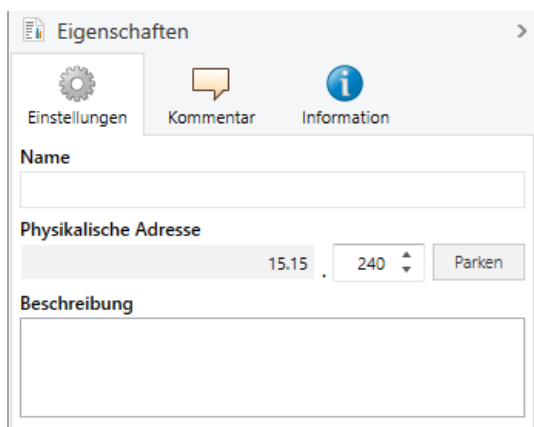 Eigenschaften
Einstellungen Kommentar Information
Name
Physikalische Adresse
15.15 . 240 Parken
Beschreibung